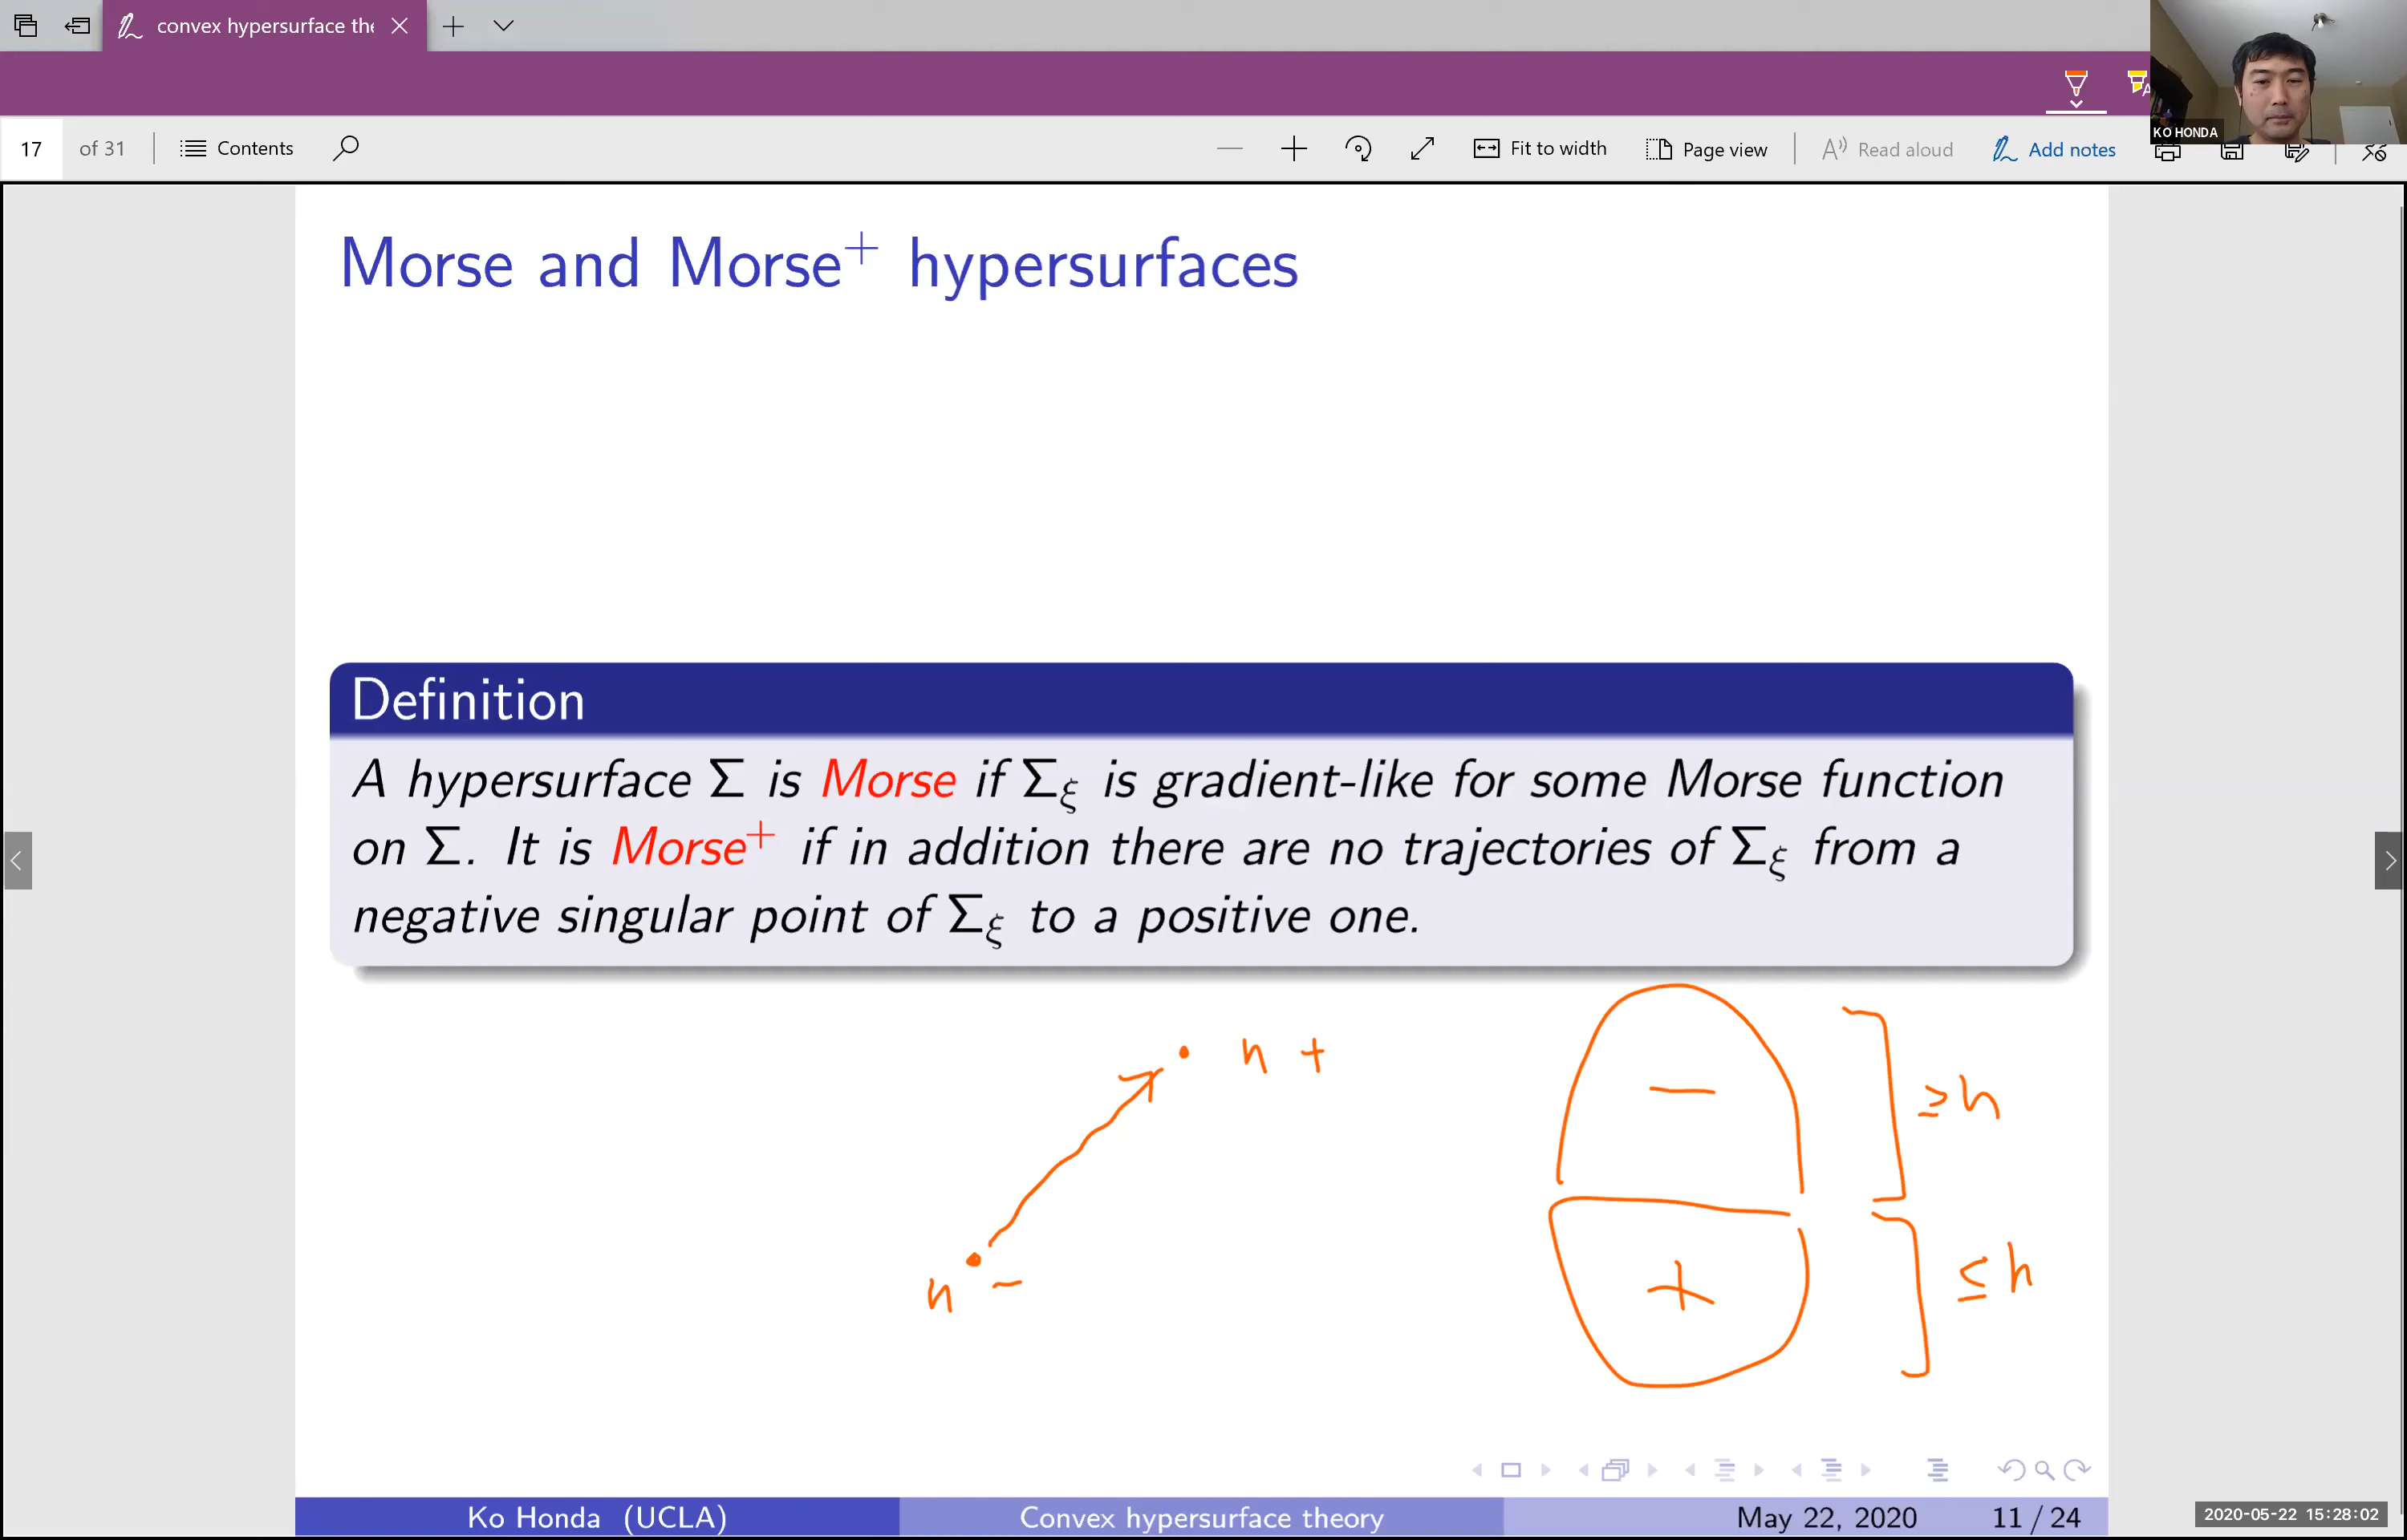 convex hypersurface the
17 of 31 Contents Fit to width Page view Read aloud Add notes
KO HONDA
Morse and Morse⁺ hypersurfaces
Definition
A hypersurface Σ is Morse if Σ_ξ is gradient-like for some Morse function
on Σ. It is Morse⁺ if in addition there are no trajectories of Σ_ξ from a
negative singular point of Σ_ξ to a positive one.
n +
n −
−
≥n
+
≤n
Ko Honda (UCLA) Convex hypersurface theory May 22, 2020 11 / 24
2020-05-22 15:28:02